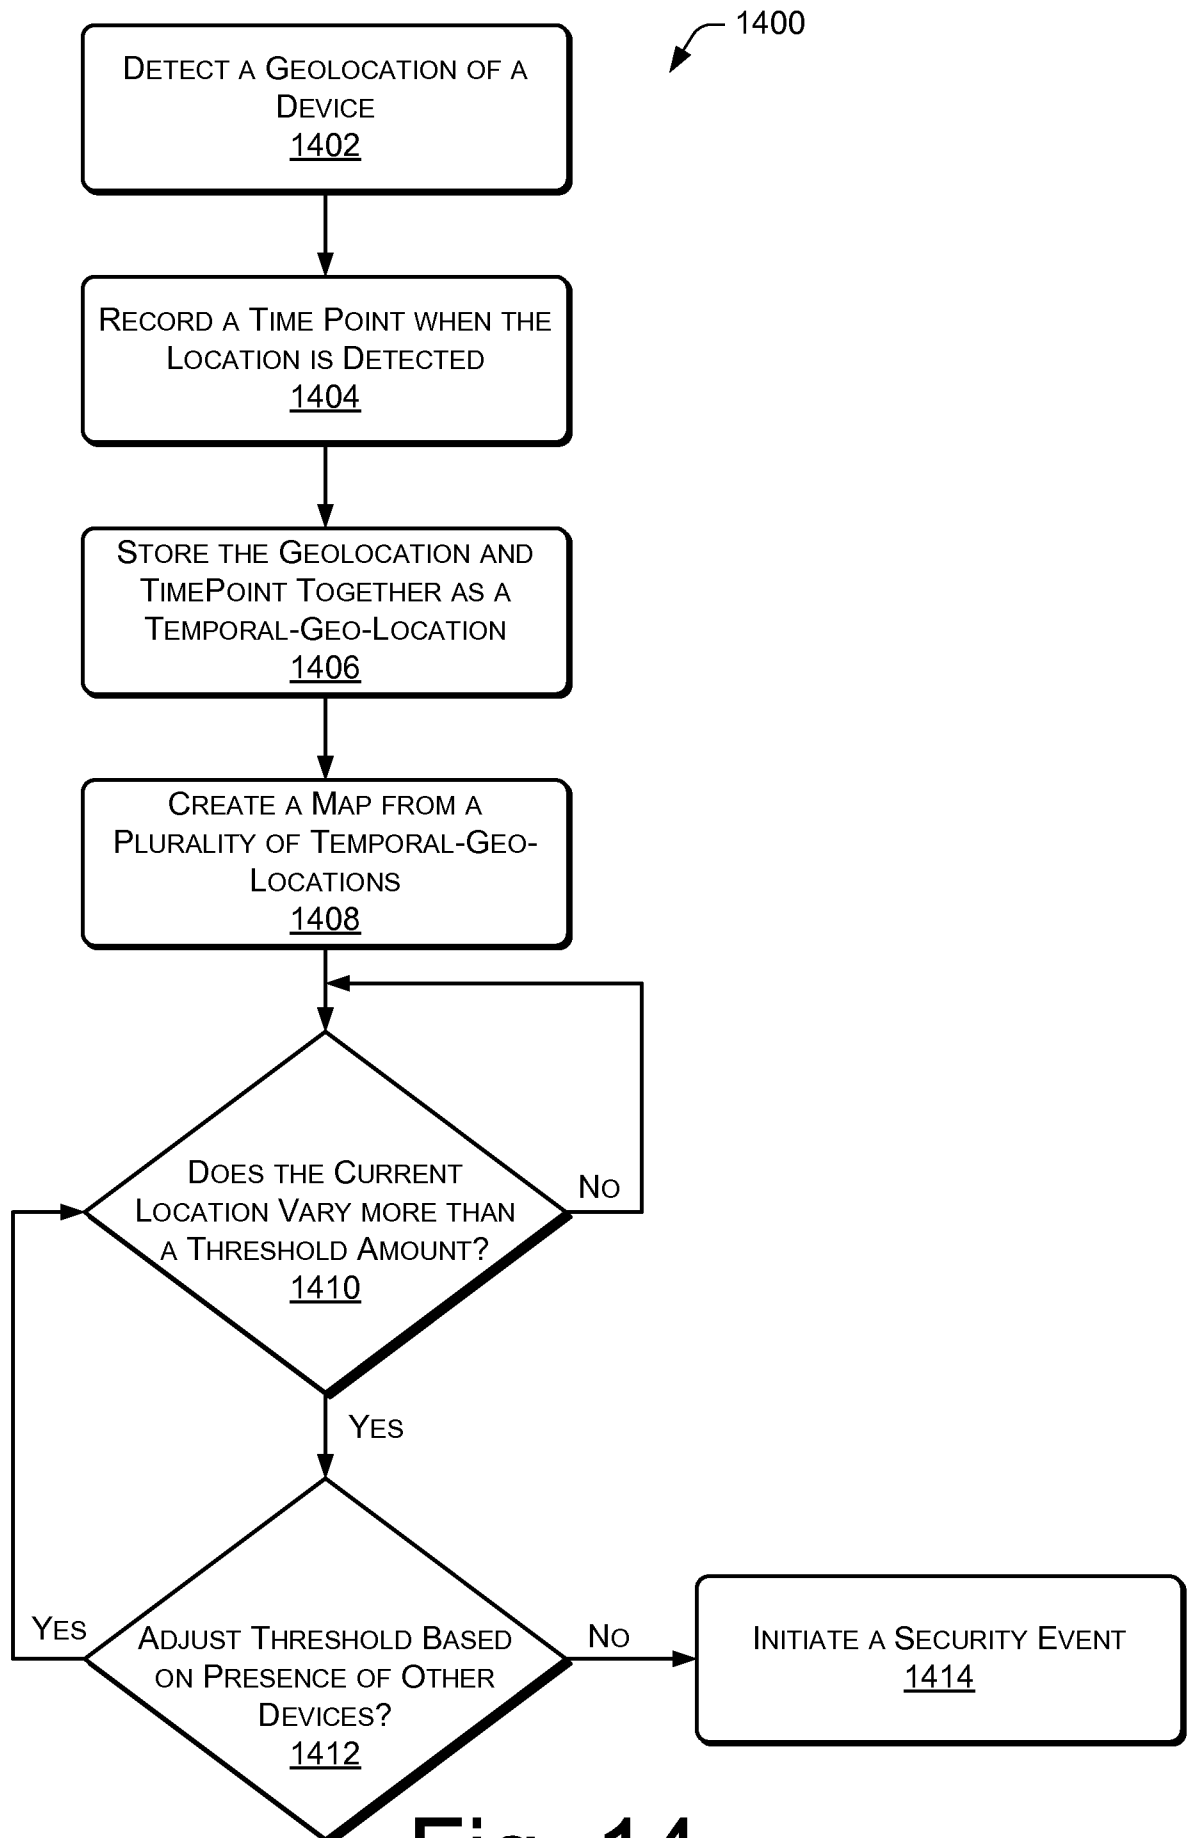 1400
DETECT A GEOLOCATION OF A
DEVICE
1402
RECORD A TIME POINT WHEN THE
LOCATION IS DETECTED
1404
STORE THE GEOLOCATION AND
TIMEPOINT TOGETHER AS A
TEMPORAL-GEO-LOCATION
1406
CREATE A MAP FROM A
PLURALITY OF TEMPORAL-GEO-
LOCATIONS
1408
DOES THE CURRENT
LOCATION VARY MORE THAN
A THRESHOLD AMOUNT?
1410
NO
YES
ADJUST THRESHOLD BASED
ON PRESENCE OF OTHER
DEVICES?
1412
YES
NO
INITIATE A SECURITY EVENT
1414
Fig. 14